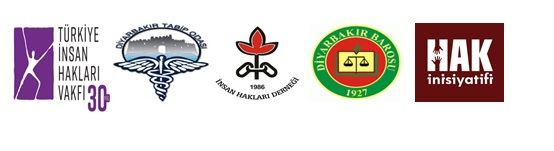 TÜRKİYE
İNSAN
HAKLARI
VAKFI
30+
DİYARBAKIR TABİP ODASI
1986
İNSAN HAKLARI DERNEĞİ
DİYARBAKIR BAROSU
1927
HAK
inisiyatifi